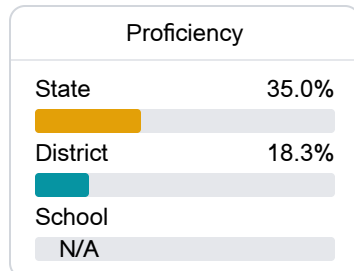 Proficiency
State 35.0%
District 18.3%
School
N/A